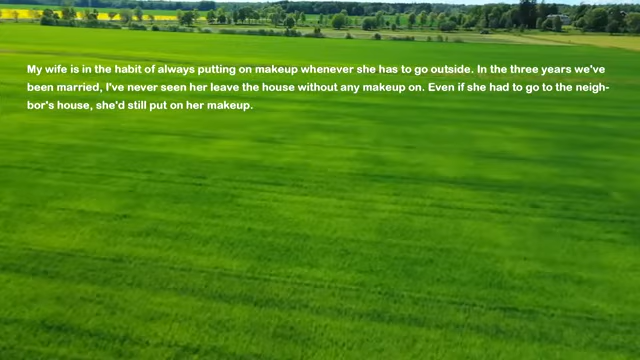 My wife is in the habit of always putting on makeup whenever she has to go outside. In the three years we've
been married, I've never seen her leave the house without any makeup on. Even if she had to go to the neigh-
bor's house, she'd still put on her makeup.